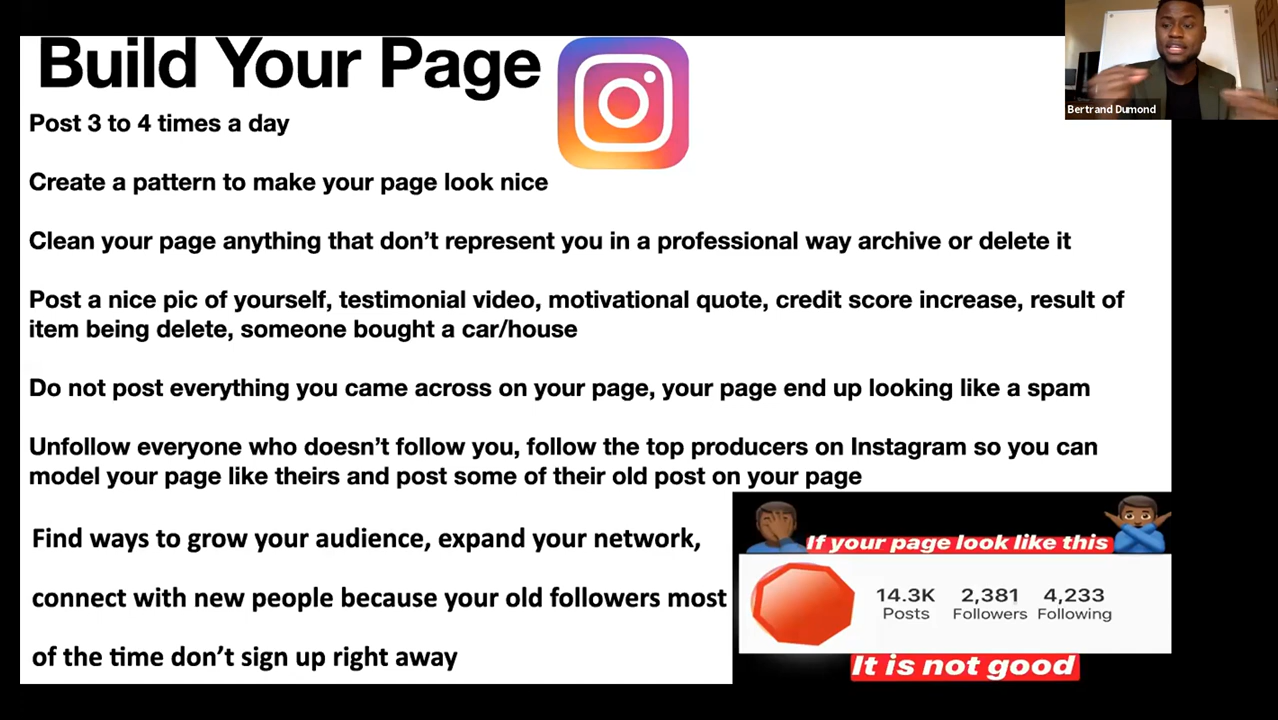 Build Your Page
Bertrand Dumond
Post 3 to 4 times a day
Create a pattern to make your page look nice
Clean your page anything that don’t represent you in a professional way archive or delete it
Post a nice pic of yourself, testimonial video, motivational quote, credit score increase, result of
item being delete, someone bought a car/house
Do not post everything you came across on your page, your page end up looking like a spam
Unfollow everyone who doesn’t follow you, follow the top producers on Instagram so you can
model your page like theirs and post some of their old post on your page
Find ways to grow your audience, expand your network,
connect with new people because your old followers most
of the time don’t sign up right away
If your page look like this
14.3K 2,381 4,233
Posts Followers Following
It is not good